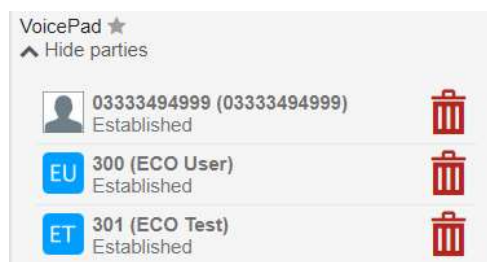 VoicePad
Hide parties
03333494999 (03333494999)
Established
EU
300 (ECO User)
Established
ET
301 (ECO Test)
Established